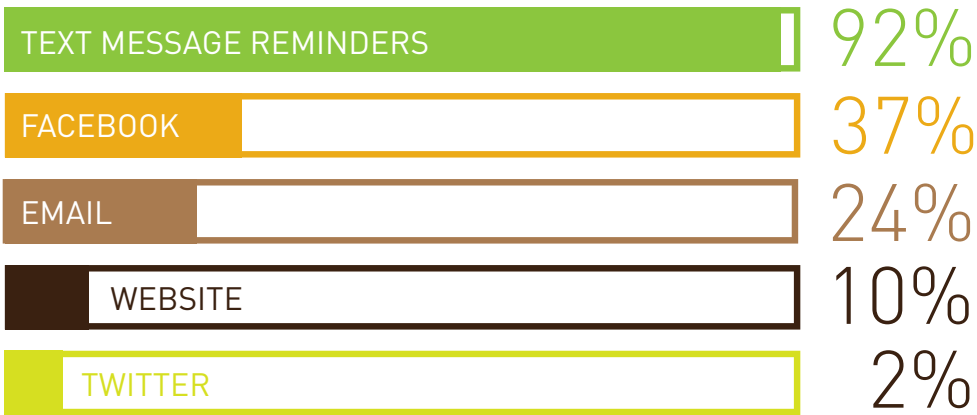 TEXT MESSAGE REMINDERS 92%
FACEBOOK 37%
EMAIL 24%
WEBSITE 10%
TWITTER 2%